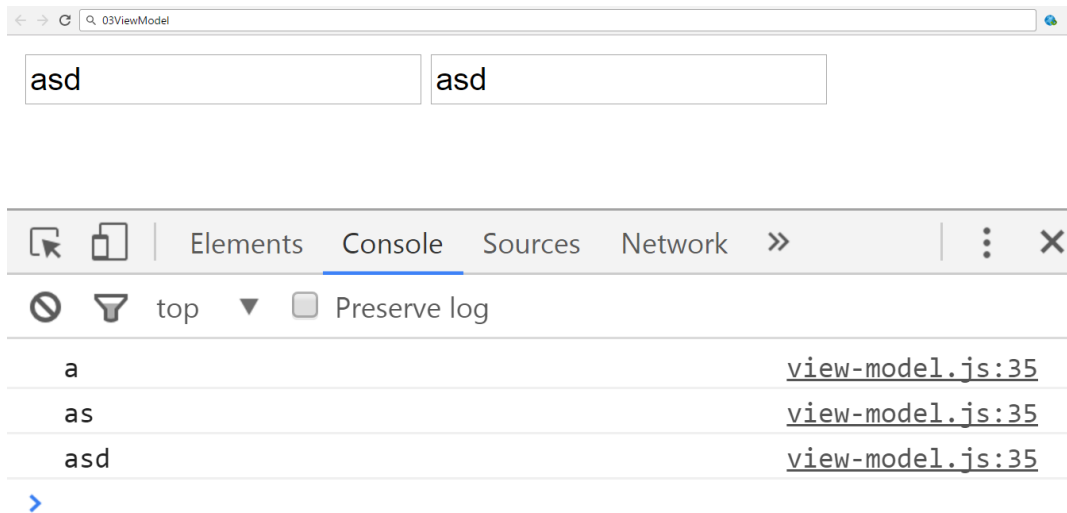 03ViewModel
asd asd
Elements Console Sources Network »
top ▼ Preserve log
a view-model.js:35
as view-model.js:35
asd view-model.js:35